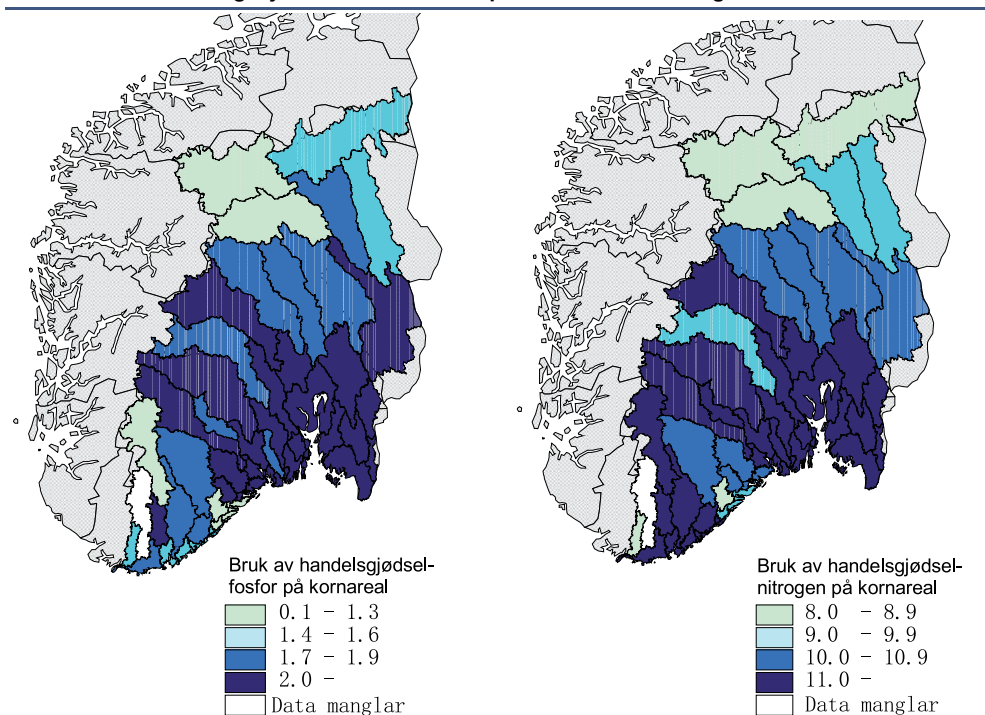 Bruk av handelsgjødsel-
fosfor på kornareal
0.1 - 1.3
1.4 - 1.6
1.7 - 1.9
2.0 -
Data manglar
Bruk av handelsgjødsel-
nitrogen på kornareal
8.0 - 8.9
9.0 - 9.9
10.0 - 10.9
11.0 -
Data manglar